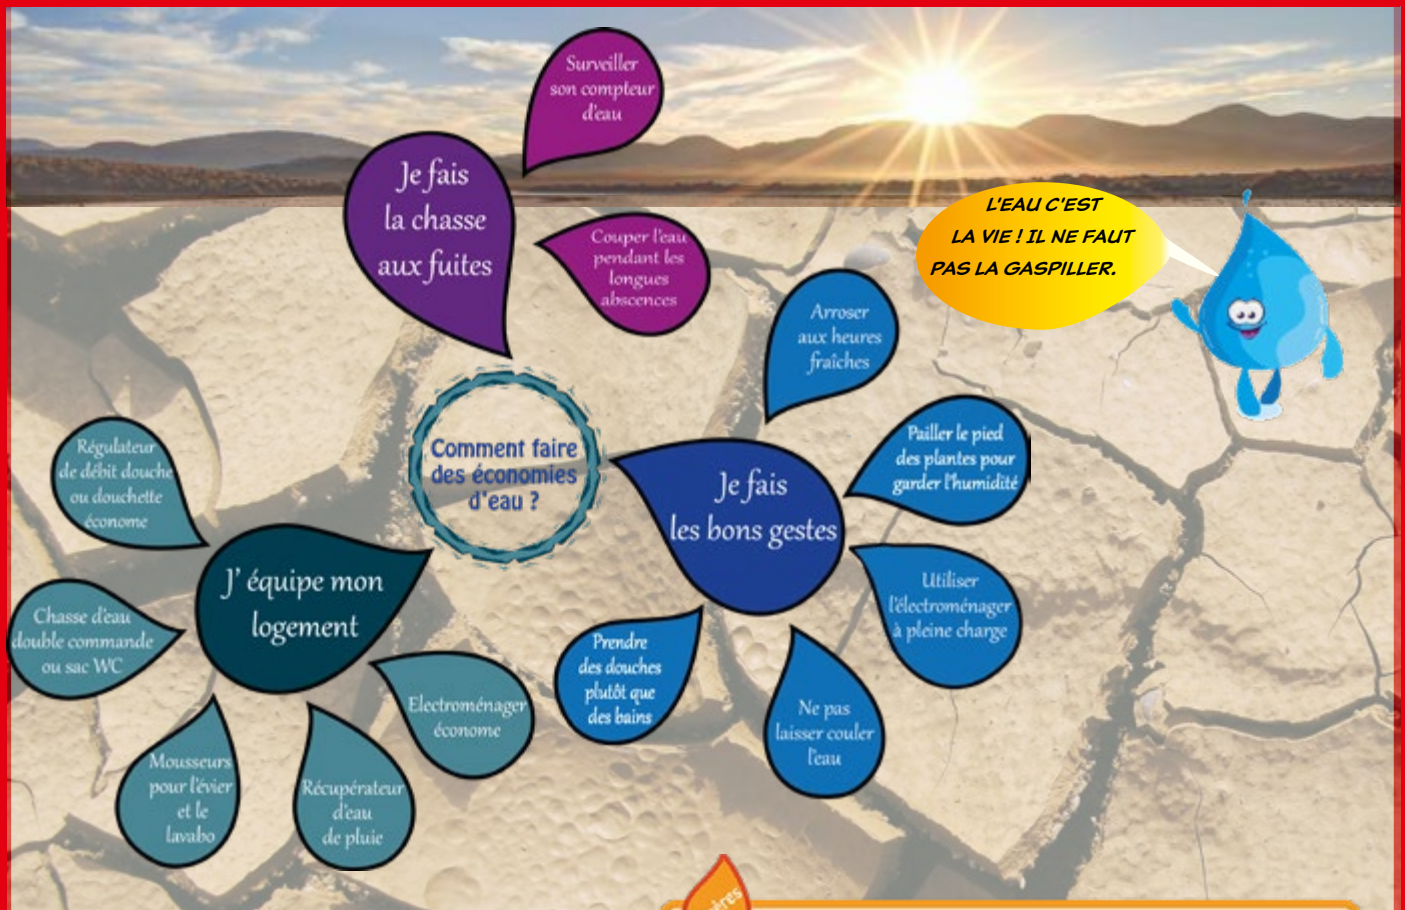 Surveiller
son compteur
d'eau
Je fais
la chasse
aux fuites
Couper l'eau
pendant les
longues
abscences
L'EAU C'EST
LA VIE ! IL NE FAUT
PAS LA GASPILLER.
Arroser
aux heures
fraîches
Comment faire
des économies
d'eau ?
Pailler le pied
des plantes pour
garder l'humidité
Je fais
les bons gestes
Utiliser
l'électroménager
à pleine charge
Ne pas
laisser couler
l'eau
Prendre
des douches
plutôt que
des bains
Régulateur
de débit douche
ou douchette
économe
J' équipe mon
logement
Chasse d'eau
double commande
ou sac WC
Mousseurs
pour l'évier
et le
lavabo
Récupérateur
d'eau
de pluie
Electroménager
économe